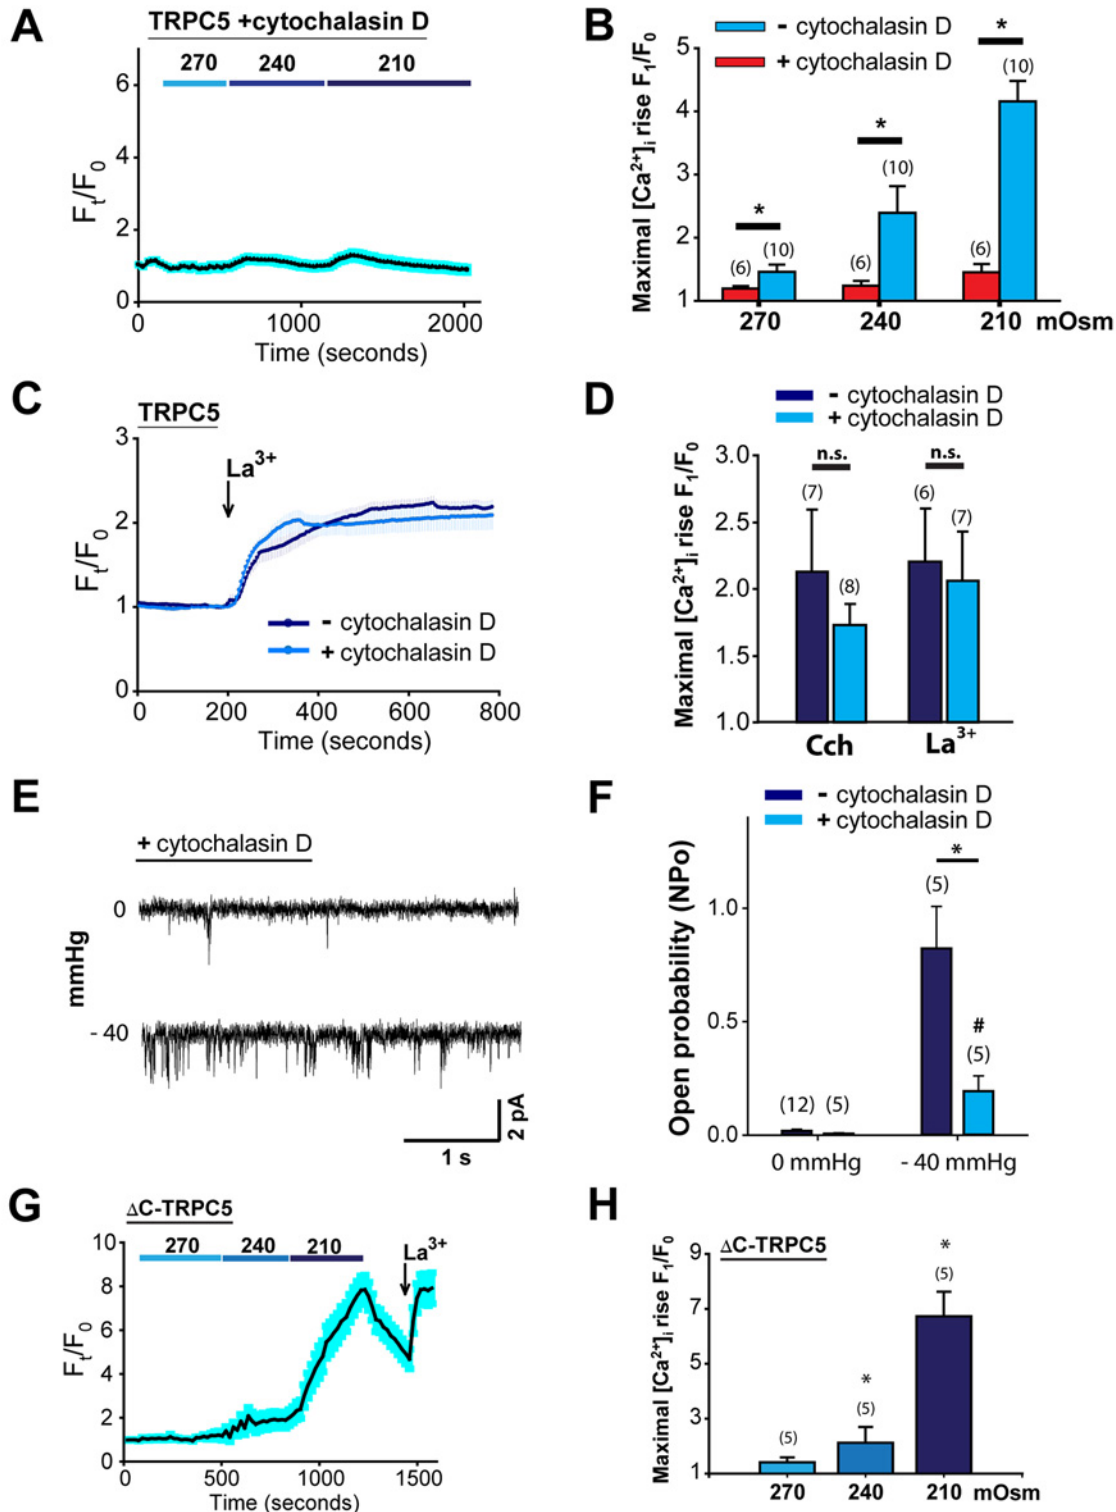 A
TRPC5 +cytochalasin D
270 240 210
6
4
2
0
Ft/F0
0 1000 2000
Time (seconds)
B
- cytochalasin D
+ cytochalasin D
5
4
3
2
1
Maximal [Ca2+]i rise F1/F0
* * *
(6) (10) (6) (10) (6) (10)
270 240 210 mOsm
C
TRPC5
La3+
3
2
1
0
Ft/F0
- cytochalasin D
+ cytochalasin D
0 200 400 600 800
Time (seconds)
D
- cytochalasin D
+ cytochalasin D
3.0
2.5
2.0
1.5
1.0
Maximal [Ca2+]i rise F1/F0
n.s. n.s.
(7) (8) (6) (7)
Cch La3+
E
+ cytochalasin D
0
mmHg
- 40
2 pA
1 s
F
- cytochalasin D
+ cytochalasin D
1.0
0.5
0.0
Open probability (NPo)
*
#
(12) (5) (5) (5)
0 mmHg - 40 mmHg
G
ΔC-TRPC5
270 240 210
La3+
10
8
6
4
2
0
Ft/F0
0 500 1000 1500
Time (seconds)
H
ΔC-TRPC5
9
7
5
3
1
Maximal [Ca2+]i rise F1/F0
* *
(5) (5) (5)
270 240 210 mOsm